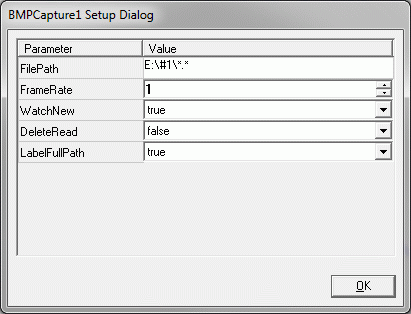 BMPCapture1 Setup Dialog
Parameter Value
FilePath E:\#1\*.*
FrameRate 1
WatchNew true
DeleteRead false
LabelFullPath true
OK